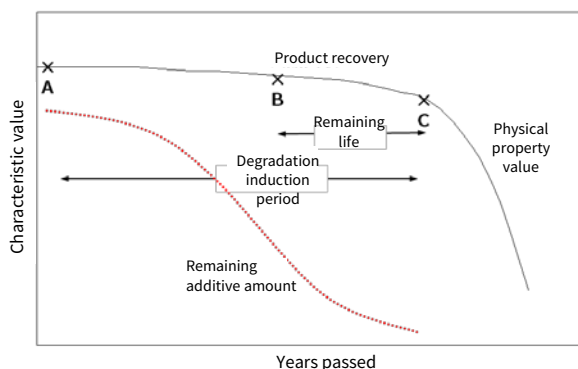 Product recovery
A
B
C
Remaining
life
Physical
property
value
Degradation
induction
period
Remaining
additive amount
Characteristic value
Years passed